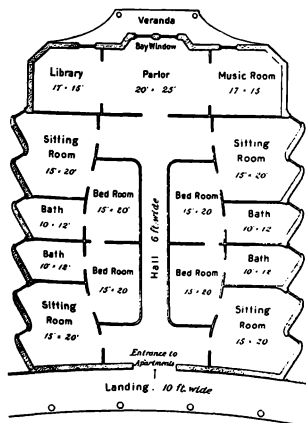 Veranda
Bay Window
Library
17 × 15'
Parlor
20' × 25'
Music Room
17 × 15
Sitting
Room
15' × 20'
Sitting
Room
15' × 20'
Bed Room
15' × 20'
Bed Room
15' × 20
Hall 6 ft. wide
Bath
10 × 12'
Bath
10' × 12
Bath
10' × 12'
Bath
10' × 12
Bed Room
15' × 20
Bed Room
15' × 20
Sitting
Room
15' × 20'
Sitting
Room
15' × 20
Entrance to
Apartments
Landing . 10 ft. wide